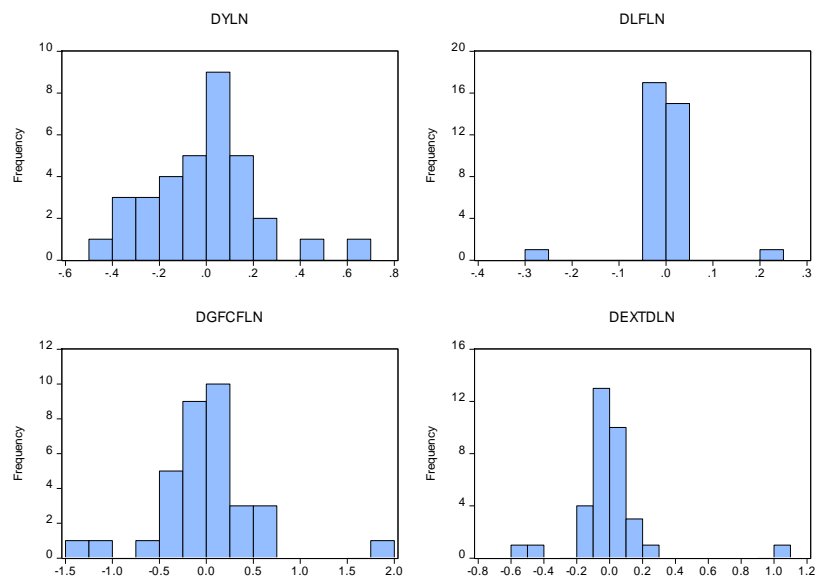 DYLN
10
8
6
4
2
0
Frequency
-.6 -.4 -.2 .0 .2 .4 .6 .8
DLFLN
20
16
12
8
4
0
Frequency
-.4 -.3 -.2 -.1 .0 .1 .2 .3
DGFCFLN
12
10
8
6
4
2
0
Frequency
-1.5 -1.0 -0.5 0.0 0.5 1.0 1.5 2.0
DEXTDLN
16
12
8
4
0
Frequency
-0.8 -0.6 -0.4 -0.2 0.0 0.2 0.4 0.6 0.8 1.0 1.2